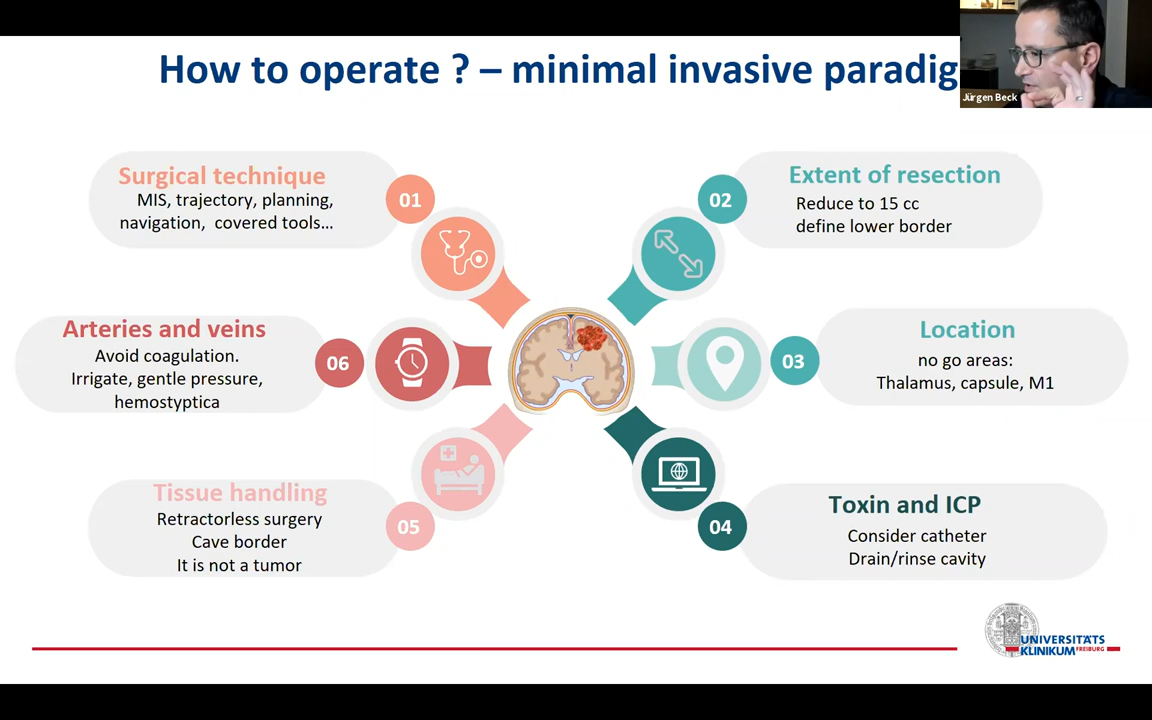 How to operate ? – minimal invasive paradig
Jürgen Beck
Surgical technique
MIS, trajectory, planning,
navigation, covered tools...
01
02
Extent of resection
Reduce to 15 cc
define lower border
Arteries and veins
Avoid coagulation.
Irrigate, gentle pressure,
hemostyptica
06
03
Location
no go areas:
Thalamus, capsule, M1
Tissue handling
Retractorless surgery
Cave border
It is not a tumor
05
04
Toxin and ICP
Consider catheter
Drain/rinse cavity
UNIVERSITÄTS
KLINIKUM FREIBURG